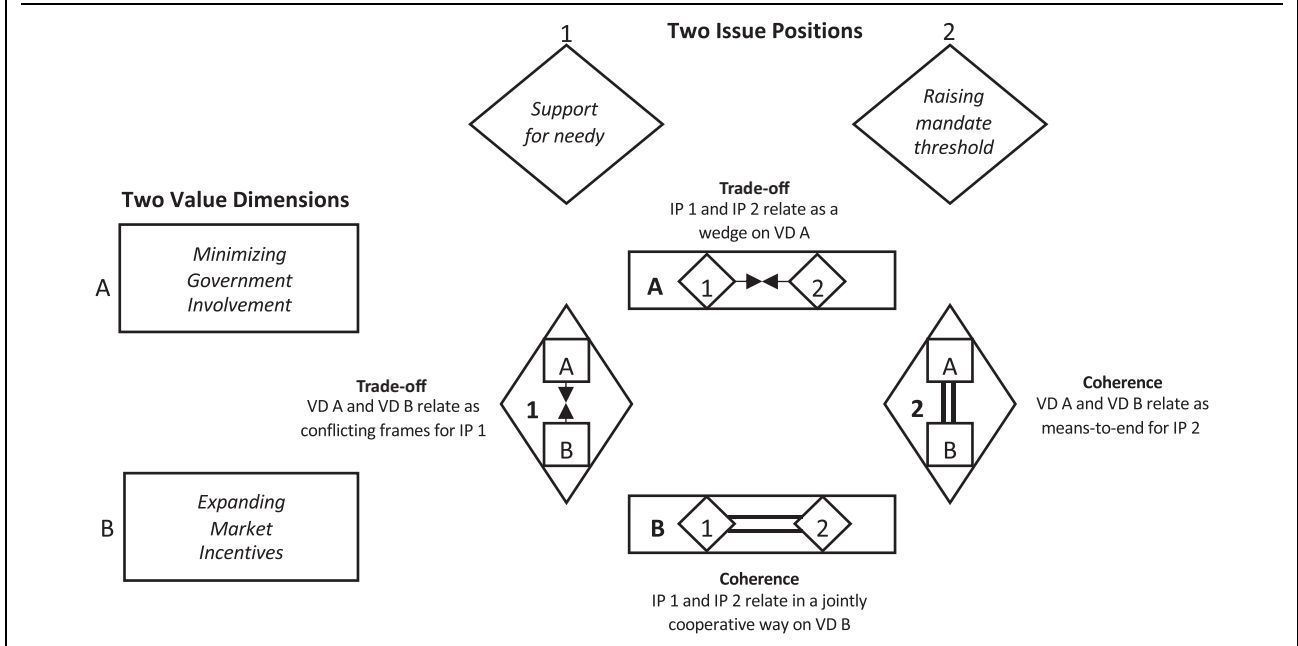 Two Issue Positions
1
2
Support
for needy
Raising
mandate
threshold
Two Value Dimensions
A
Minimizing
Government
Involvement
Trade-off
IP 1 and IP 2 relate as a
wedge on VD A
A 1 2
Trade-off
VD A and VD B relate as
conflicting frames for IP 1
A
1
B
A
2
B
Coherence
VD A and VD B relate as
means-to-end for IP 2
B
Expanding
Market
Incentives
B 1 2
Coherence
IP 1 and IP 2 relate in a jointly
cooperative way on VD B